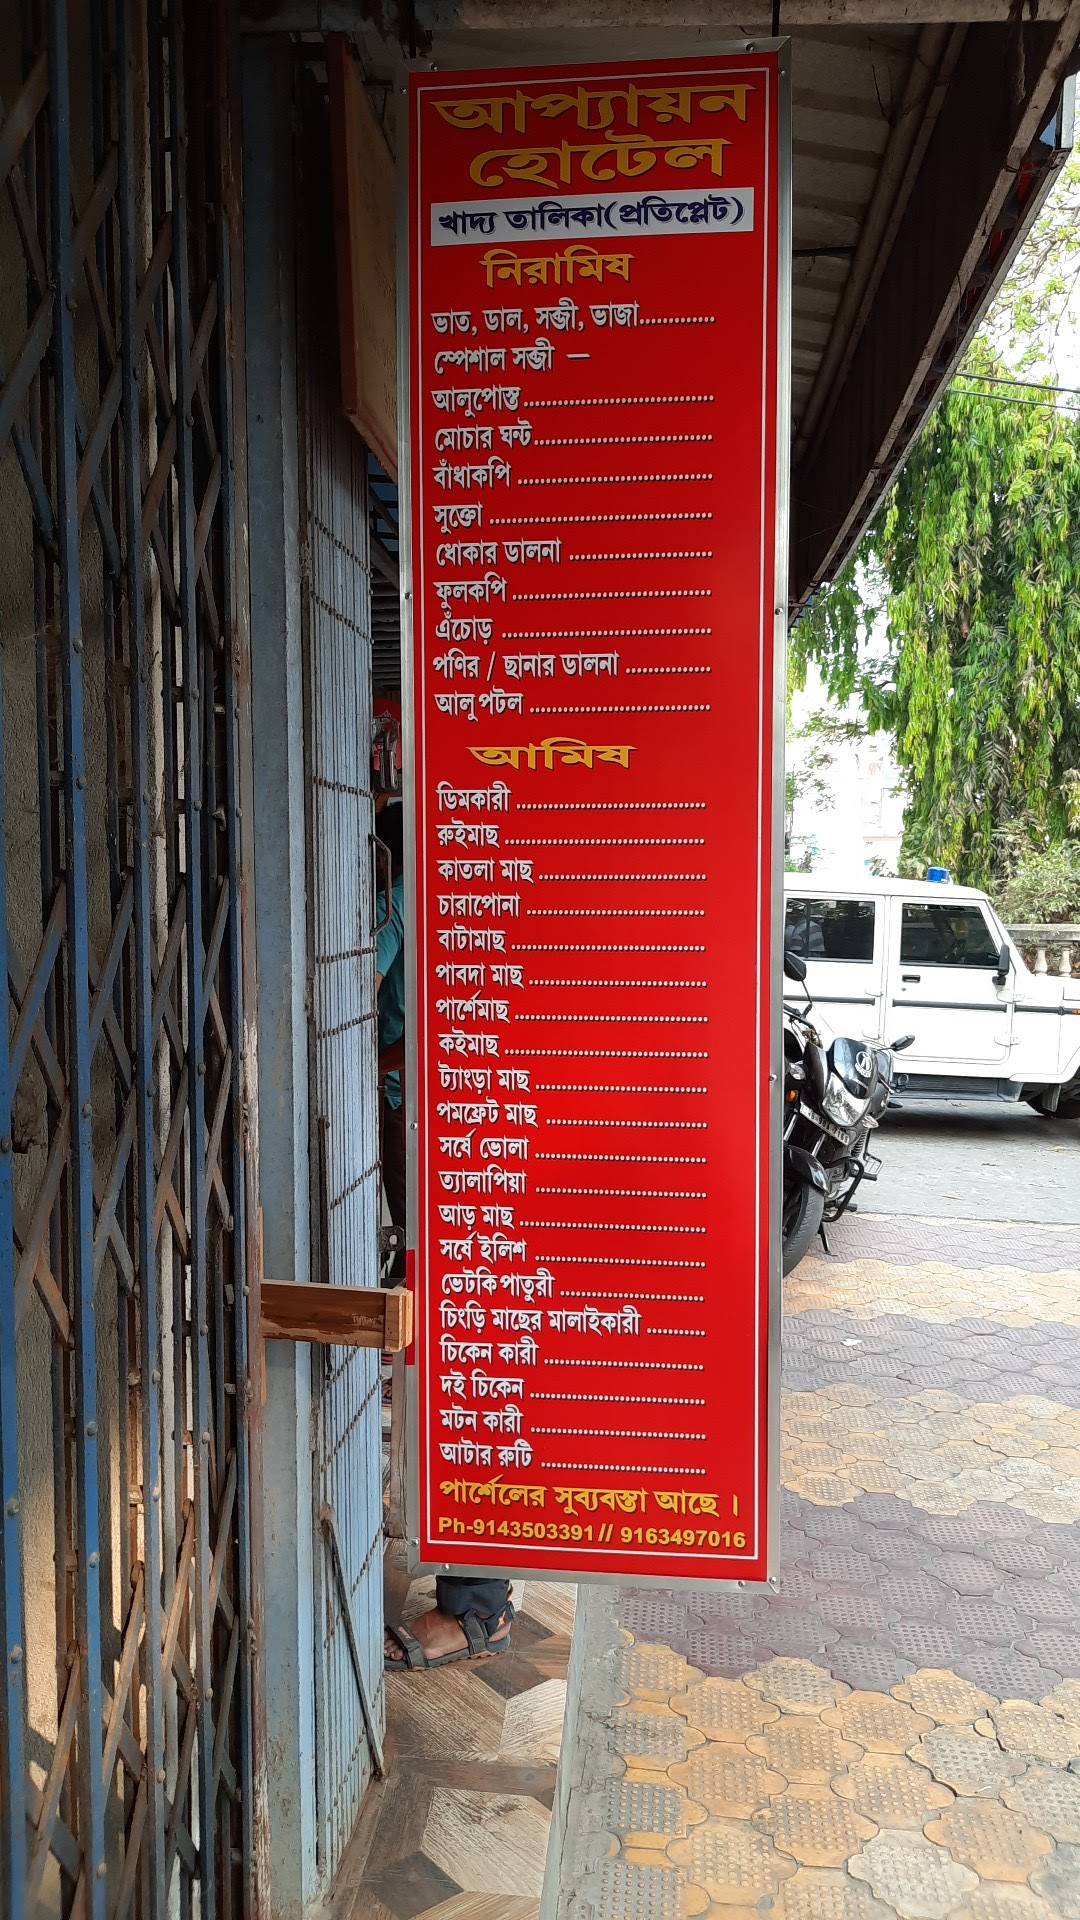 আপ্যায়ন
হোটেল
খাদ্য তালিকা(প্রতিপ্লেট)
নিরামিষ
ভাত, ডাল, সব্জী, ভাজা.............
স্পেশাল সব্জী —
আলুপোস্ত.................................
মোচার ঘন্ট...............................
বাঁধাকপি ..................................
সুক্তো .......................................
ধোকার ডালনা .........................
ফুলকপি ...................................
এঁচোড় .....................................
পণির / ছানার ডালনা ...............
আলু পটল ................................
আমিষ
ডিমকারী ..................................
রুইমাছ ....................................
কাতলা মাছ ..............................
চারাপোনা ................................
বাটামাছ ...................................
পাবদা মাছ ................................
পার্শেমাছ ..................................
কইমাছ ....................................
ট্যাংড়া মাছ ...............................
পমফ্রেট মাছ .............................
সর্ষে ভোলা ...............................
ত্যালাপিয়া ...............................
আড় মাছ ..................................
সর্ষে ইলিশ ...............................
ভেটকি পাতুরী ..........................
চিংড়ি মাছের মালাইকারী ...........
চিকেন কারী .............................
দই চিকেন ................................
মটন কারী ................................
আটার রুটি ..............................
পার্শেলের সুব্যবস্তা আছে ।
Ph-9143503391// 9163497016